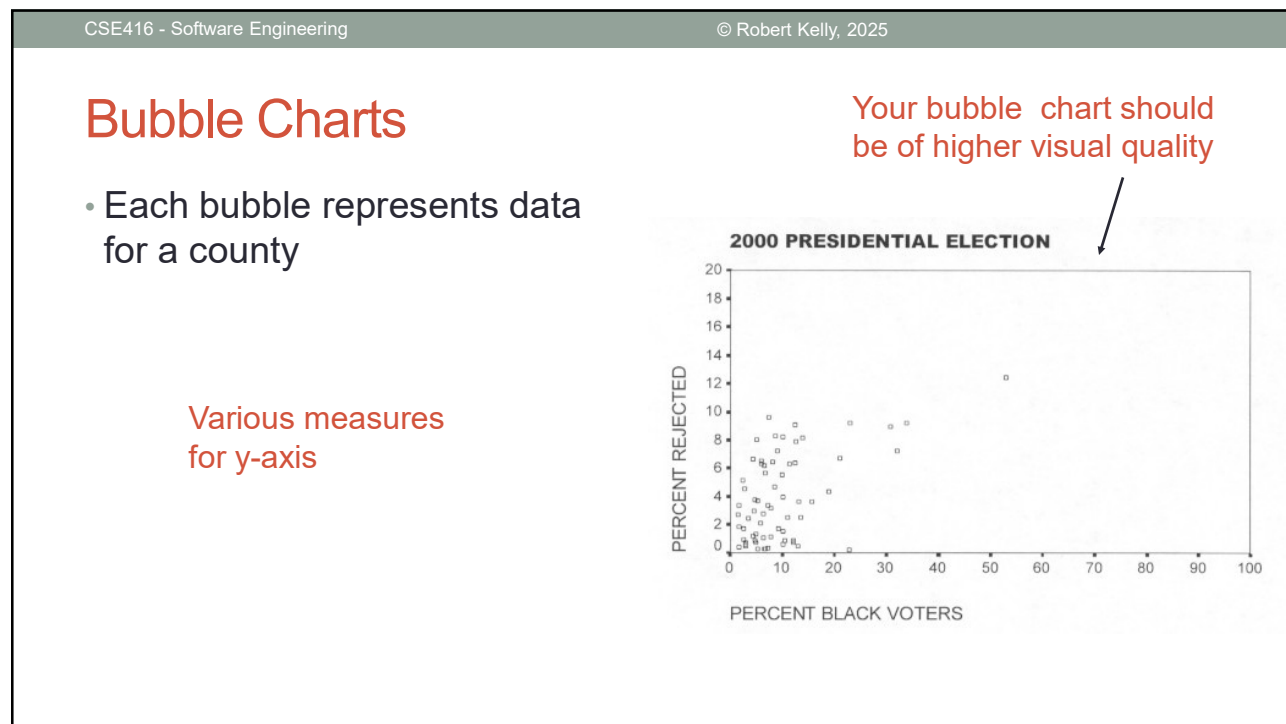 CSE416 - Software Engineering
© Robert Kelly, 2025
Bubble Charts
• Each bubble represents data
for a county
Various measures
for y-axis
Your bubble chart should
be of higher visual quality
2000 PRESIDENTIAL ELECTION
PERCENT REJECTED
20
18
16
14
12
10
8
6
4
2
0
0 10 20 30 40 50 60 70 80 90 100
PERCENT BLACK VOTERS